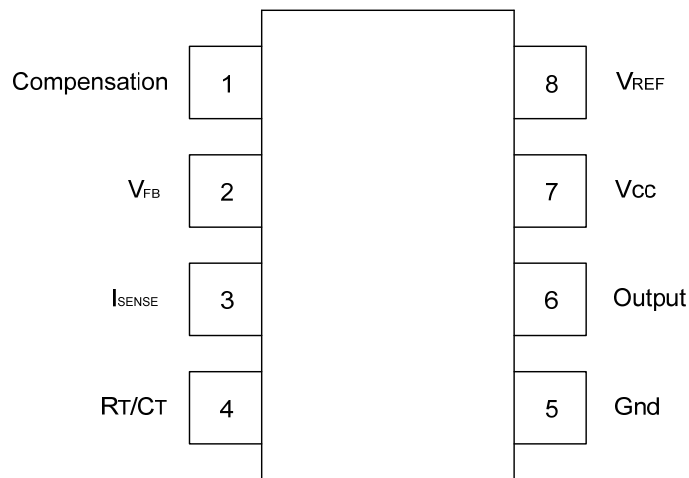 Compensation 1 8 VREF
VFB 2 7 Vcc
ISENSE 3 6 Output
RT/CT 4 5 Gnd